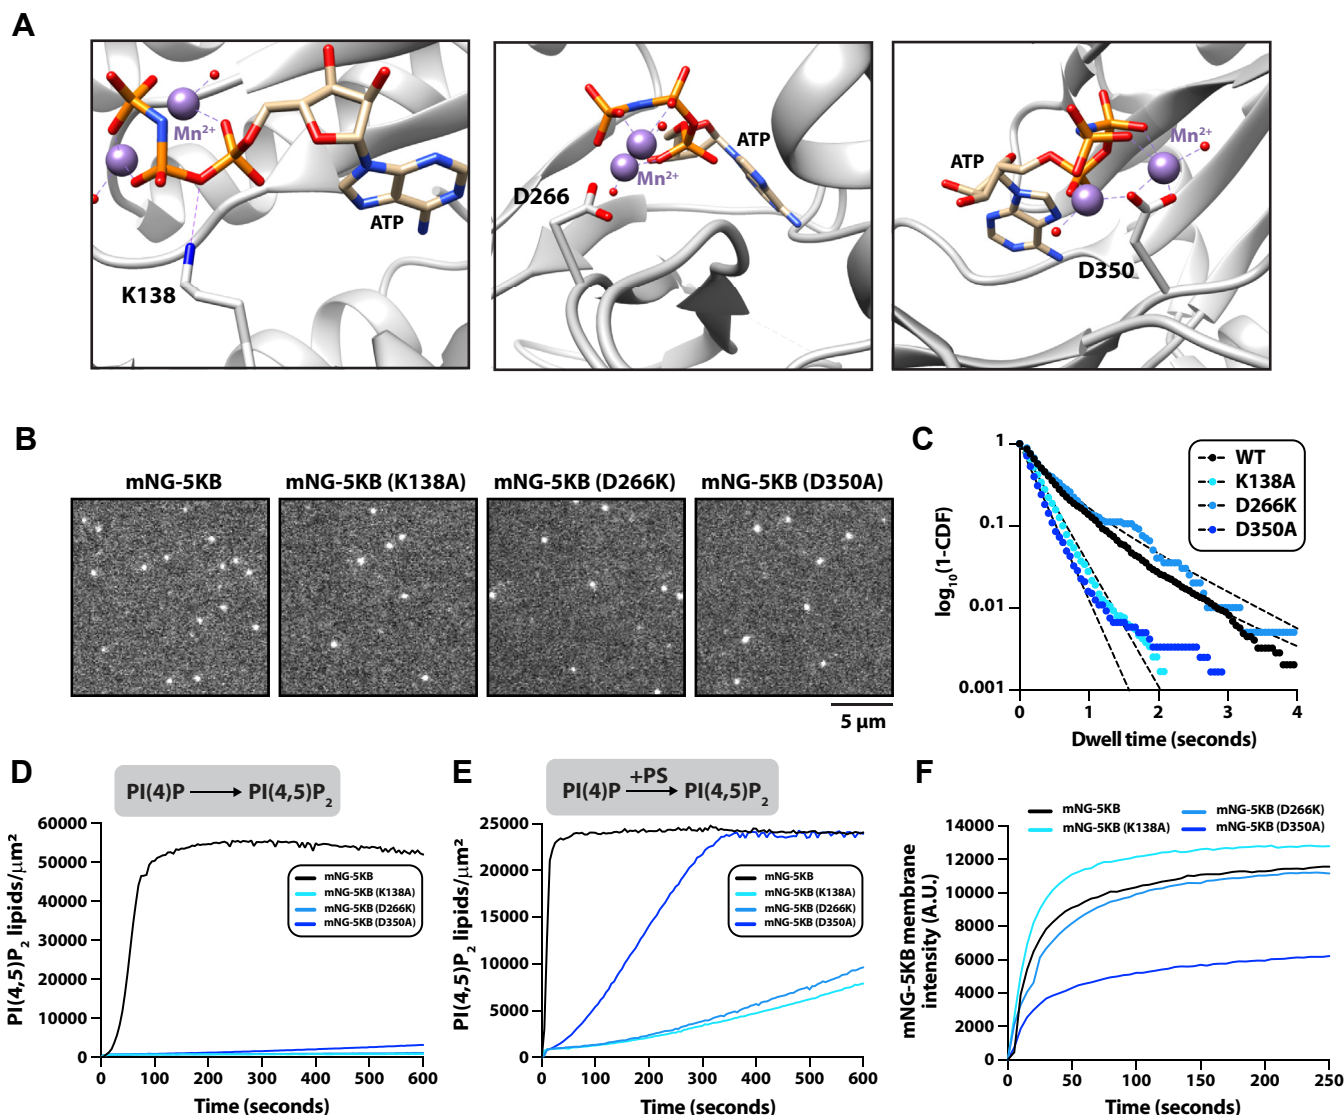 A
Mn²⁺
K138
ATP
D266
Mn²⁺
ATP
ATP
Mn²⁺
D350
B
mNG-5KB
mNG-5KB (K138A)
mNG-5KB (D266K)
mNG-5KB (D350A)
5 µm
C
log₁₀(1-CDF)
1
0.1
0.01
0.001
0 1 2 3 4
Dwell time (seconds)
WT
K138A
D266K
D350A
D
PI(4)P → PI(4,5)P₂
PI(4,5)P₂ lipids/µm²
60000
50000
40000
30000
20000
10000
0
0 100 200 300 400 500 600
Time (seconds)
mNG-5KB
mNG-5KB (K138A)
mNG-5KB (D266K)
mNG-5KB (D350A)
E
+PS
PI(4)P → PI(4,5)P₂
PI(4,5)P₂ lipids/µm²
25000
20000
15000
10000
5000
0
0 100 200 300 400 500 600
Time (seconds)
mNG-5KB
mNG-5KB (K138A)
mNG-5KB (D266K)
mNG-5KB (D350A)
F
mNG-5KB mNG-5KB (D266K)
mNG-5KB (K138A) mNG-5KB (D350A)
mNG-5KB membrane
intensity (A.U.)
14000
12000
10000
8000
6000
4000
2000
0
0 50 100 150 200 250
Time (seconds)